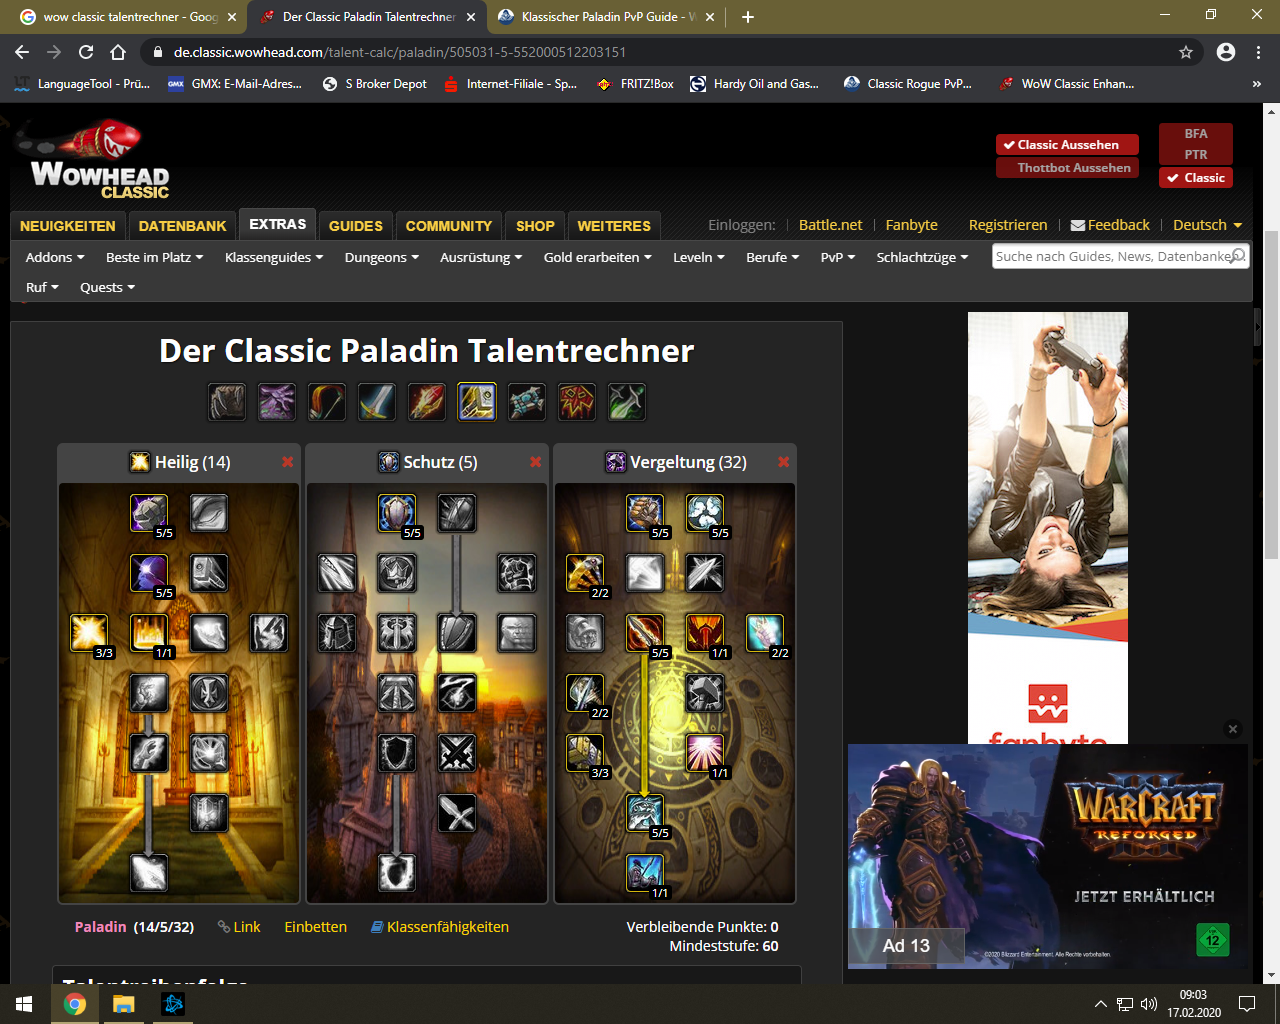 wow classic talentrechner - Goog
Der Classic Paladin Talentrechner
Klassischer Paladin PvP Guide - W
de.classic.wowhead.com/talent-calc/paladin/505031-5-552000512203151
LanguageTool - Prü...
GMX: E-Mail-Adres...
S Broker Depot
Internet-Filiale - Sp...
FRITZ!Box
Hardy Oil and Gas...
Classic Rogue PvP...
WoW Classic Enhan...
»
WOWHEAD
CLASSIC
Classic Aussehen
Thottbot Aussehen
BFA
PTR
Classic
NEUIGKEITEN
DATENBANK
EXTRAS
GUIDES
COMMUNITY
SHOP
WEITERES
Einloggen:
Battle.net
Fanbyte
Registrieren
Feedback
Deutsch
Addons
Beste im Platz
Klassenguides
Dungeons
Ausrüstung
Gold erarbeiten
Leveln
Berufe
PvP
Schlachtzüge
Suche nach Guides, News, Datenbanken
Ruf
Quests
Der Classic Paladin Talentrechner
Heilig (14)
Schutz (5)
Vergeltung (32)
5/5
5/5
5/5
5/5
5/5
2/2
3/3
1/1
5/5
1/1
2/2
2/2
3/3
1/1
5/5
1/1
Paladin (14/5/32)
Link
Einbetten
Klassenfähigkeiten
Verbleibende Punkte: 0
Mindeststufe: 60
Talentreihenfolge
fanbyte
WARCRAFT
III
REFORGED
JETZT ERHÄLTLICH
12
©2020 Blizzard Entertainment. Alle Rechte vorbehalten.
Ad 13
09:03
17.02.2020